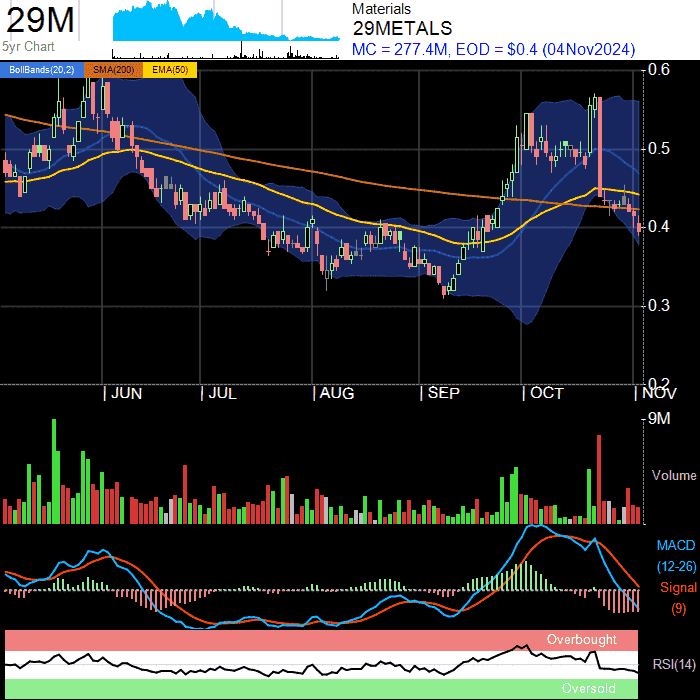 29M
5yr Chart
Materials
29METALS
MC = 277.4M, EOD = $0.4 (04Nov2024)
BollBands(20,2) SMA(200) EMA(50)
0.6
0.5
0.4
0.3
0.2
JUN JUL AUG SEP OCT NOV
9M
Volume
MACD
(12-26)
Signal
(9)
Overbought
RSI(14)
Oversold